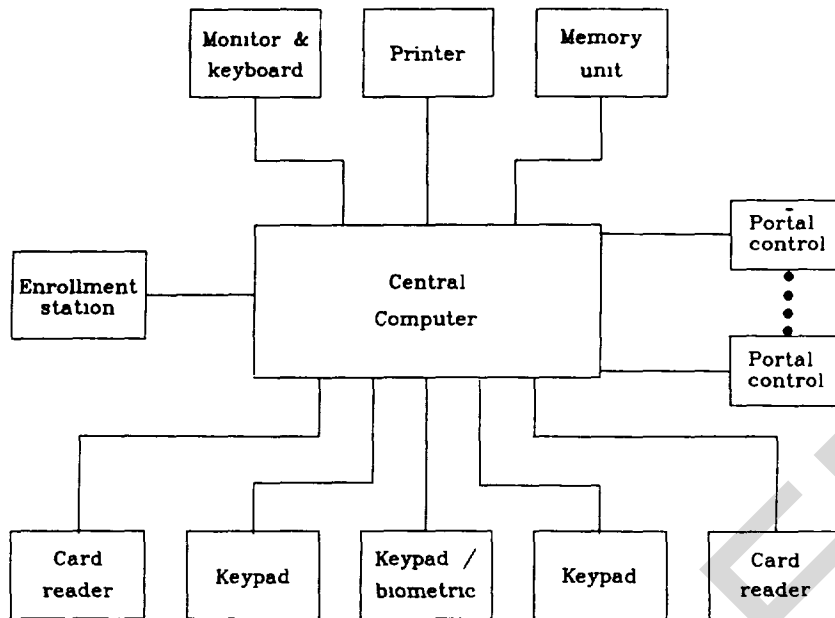 Monitor &
keyboard
Printer
Memory
unit
Portal
control
Enrollment
station
Central
Computer
Portal
control
Card
reader
Keypad
Keypad /
biometric
Keypad
Card
reader